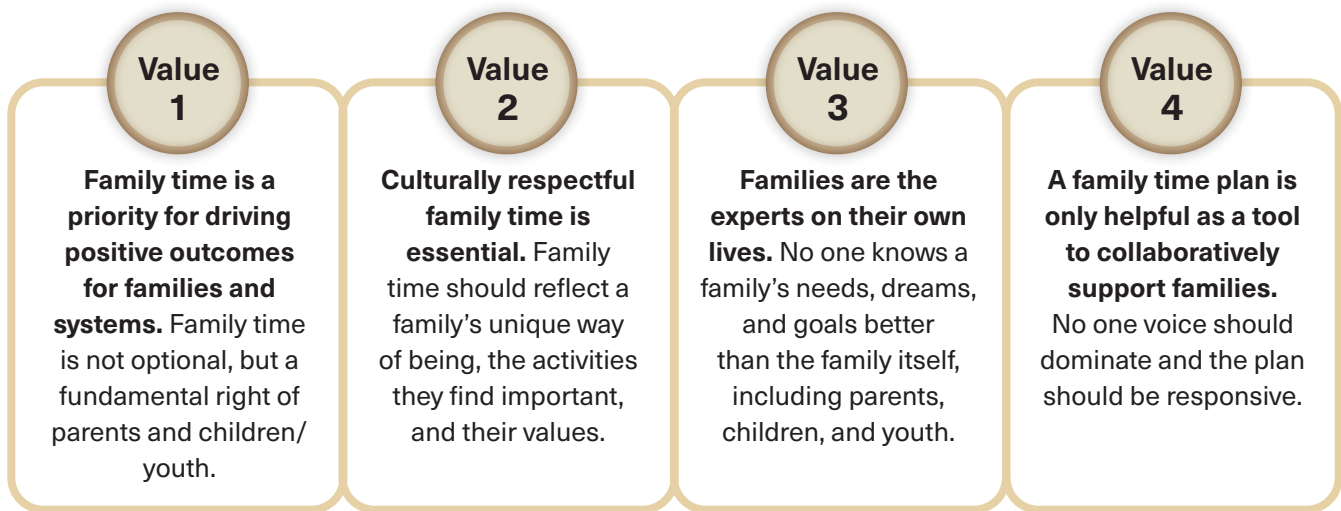 Value
1
Family time is a
priority for driving
positive outcomes
for families and
systems. Family time
is not optional, but a
fundamental right of
parents and children/
youth.
Value
2
Culturally respectful
family time is
essential. Family
time should reflect a
family’s unique way
of being, the activities
they find important,
and their values.
Value
3
Families are the
experts on their own
lives. No one knows a
family’s needs, dreams,
and goals better
than the family itself,
including parents,
children, and youth.
Value
4
A family time plan is
only helpful as a tool
to collaboratively
support families.
No one voice should
dominate and the plan
should be responsive.